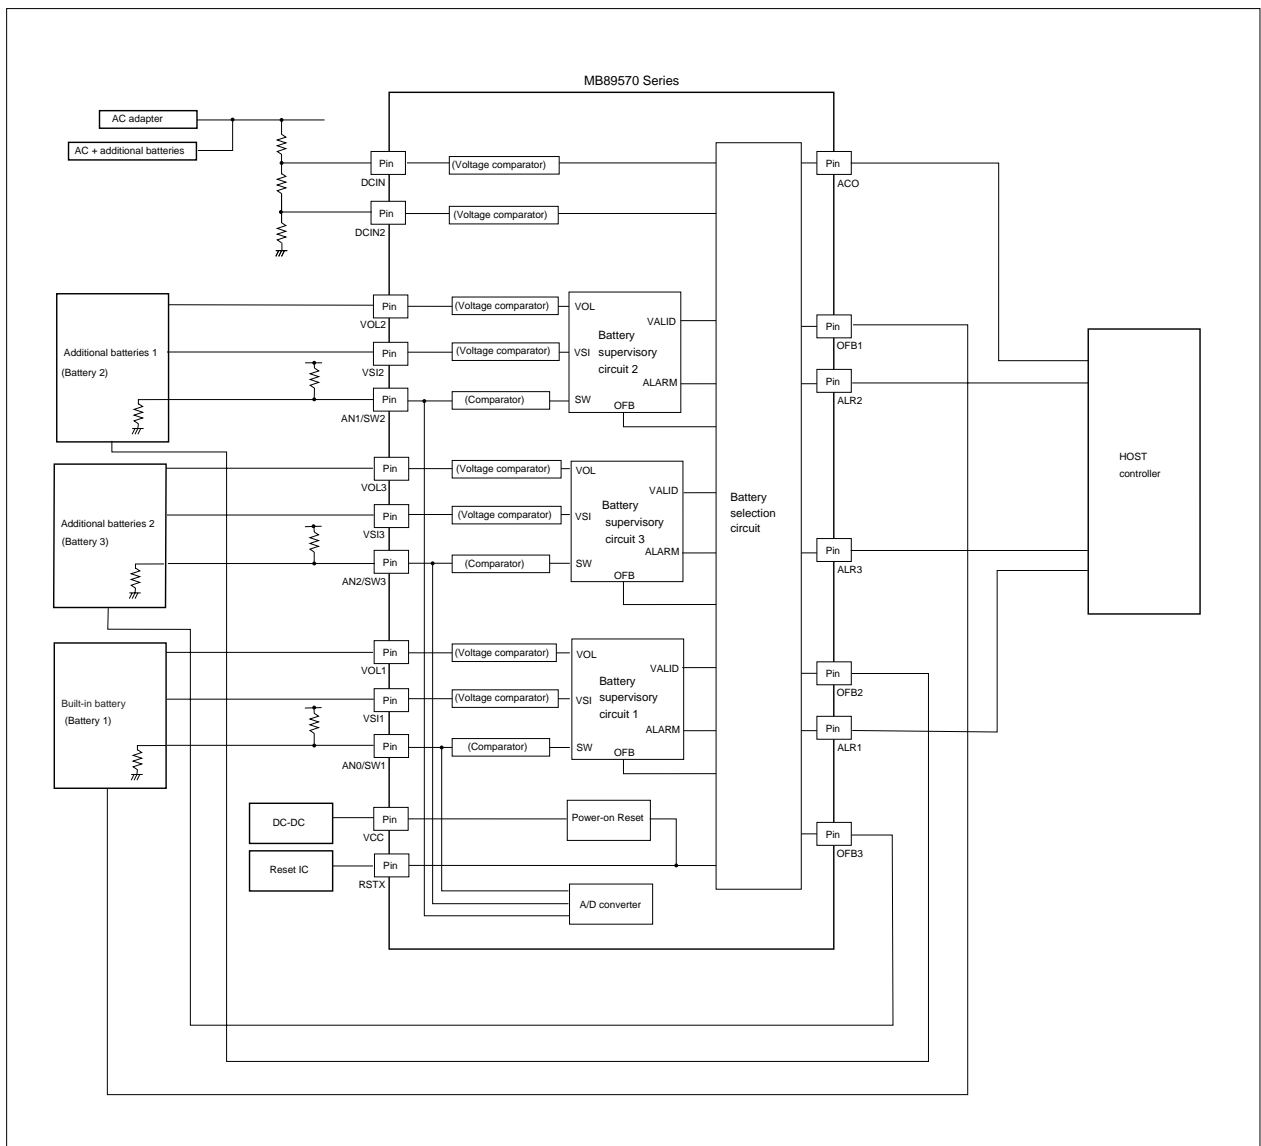 MB89570 Series
AC adapter
AC + additional batteries
Pin
DCIN
(Voltage comparator)
Pin
DCIN2
(Voltage comparator)
Pin
ACO
Additional batteries 1
(Battery 2)
Pin
VOL2
(Voltage comparator)
Pin
VSI2
(Voltage comparator)
Pin
AN1/SW2
(Comparator)
VOL
VSI
SW
Battery
supervisory
circuit 2
VALID
ALARM
OFB
Pin
OFB1
Pin
ALR2
Additional batteries 2
(Battery 3)
Pin
VOL3
(Voltage comparator)
Pin
VSI3
(Voltage comparator)
Pin
AN2/SW3
(Comparator)
VOL
VSI
SW
Battery
supervisory
circuit 3
VALID
ALARM
OFB
Battery
selection
circuit
Pin
ALR3
HOST
controller
Built-in battery
(Battery 1)
Pin
VOL1
(Voltage comparator)
Pin
VSI1
(Voltage comparator)
Pin
AN0/SW1
(Comparator)
VOL
VSI
SW
Battery
supervisory
circuit 1
VALID
ALARM
OFB
Pin
OFB2
Pin
ALR1
DC-DC
Pin
VCC
Power-on Reset
Pin
OFB3
Reset IC
Pin
RSTX
A/D converter